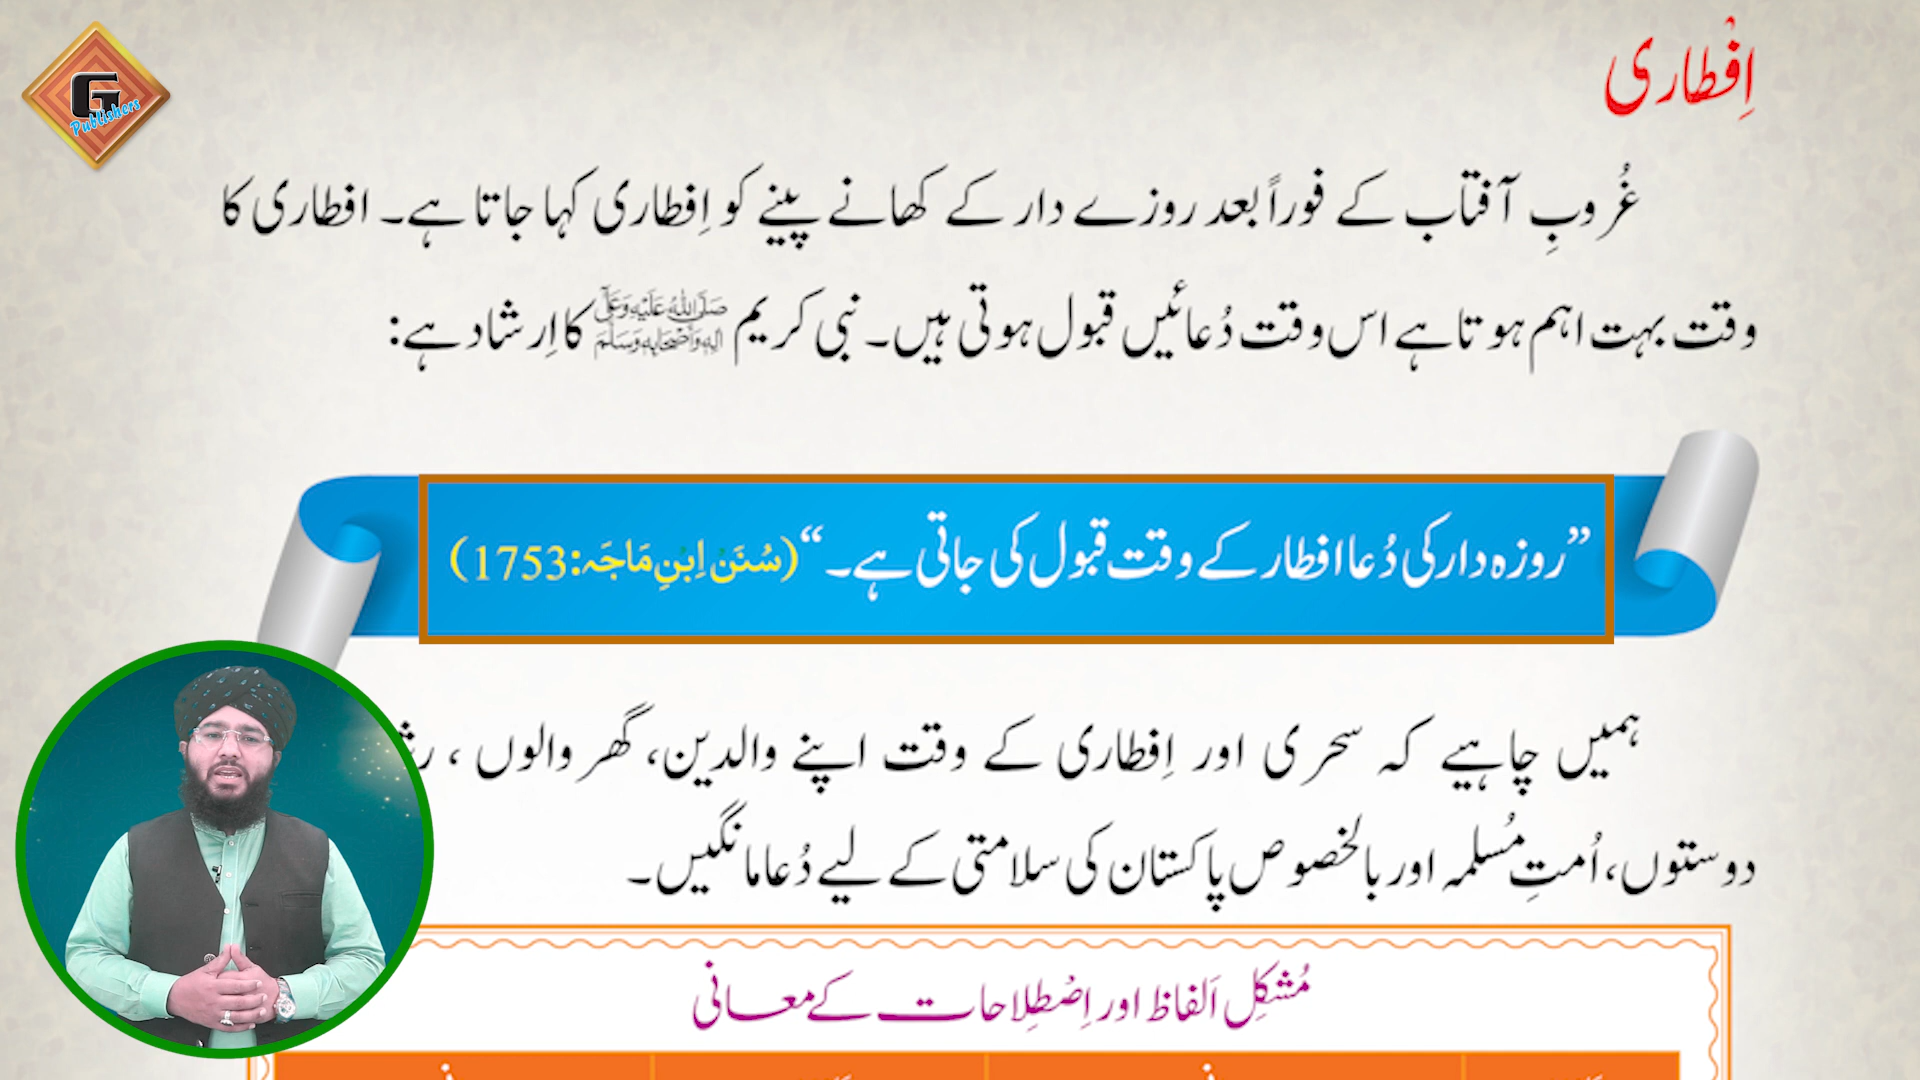 G
Publishers
اِفْطاری
غُروبِ آفتاب کے فوراً بعد روزے دار کے کھانے پینے کو اِفطاری کہا جاتا ہے۔ افطاری کا
وقت بہت اہم ہوتا ہے اس وقت دُعائیں قبول ہوتی ہیں۔ نبی کریم صَلَّی اللہُ عَلَیْہِ وَعَلٰٓی اٰلِہٖ وَاَصْحَابِہٖ وَسَلَّمَ کا اِرشاد ہے:
”روزہ دار کی دُعا افطار کے وقت قبول کی جاتی ہے۔“ (سُنَن اِبْنِ مَاجَہ: 1753)
ہمیں چاہیے کہ سحری اور اِفطاری کے وقت اپنے والدین، گھر والوں ،
دوستوں، اُمتِ مُسلمہ اور بالخصوص پاکستان کی سلامتی کے لیے دُعا مانگیں۔
مُشکِل اَلفاظ اور اِصْطِلاحات کے معانی